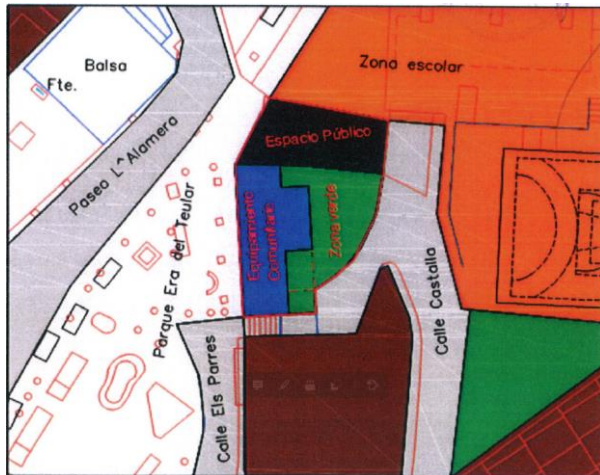 Balsa
Fte.
Zona escolar
Paseo L^Alamera
Espacio Público
Parque Era del Teular
Equipamiento
Comunitario
Zona verde
Calle Castalla
Calle Els Parres